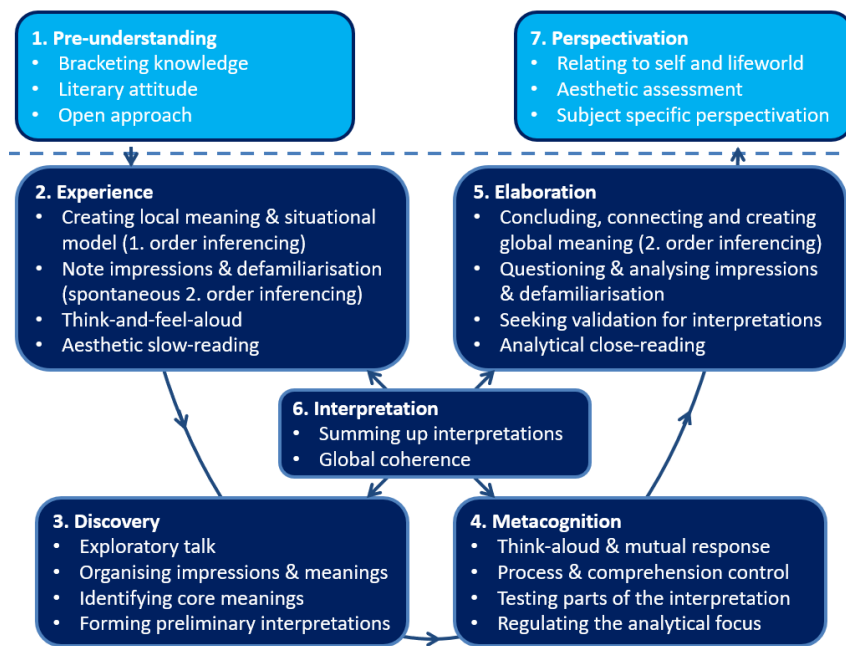 1. Pre-understanding
• Bracketing knowledge
• Literary attitude
• Open approach
7. Perspectivation
• Relating to self and lifeworld
• Aesthetic assessment
• Subject specific perspectivation
2. Experience
• Creating local meaning & situational
model (1. order inferencing)
• Note impressions & defamiliarisation
(spontaneous 2. order inferencing)
• Think-and-feel-aloud
• Aesthetic slow-reading
5. Elaboration
• Concluding, connecting and creating
global meaning (2. order inferencing)
• Questioning & analysing impressions
& defamiliarisation
• Seeking validation for interpretations
• Analytical close-reading
6. Interpretation
• Summing up interpretations
• Global coherence
3. Discovery
• Exploratory talk
• Organising impressions & meanings
• Identifying core meanings
• Forming preliminary interpretations
4. Metacognition
• Think-aloud & mutual response
• Process & comprehension control
• Testing parts of the interpretation
• Regulating the analytical focus